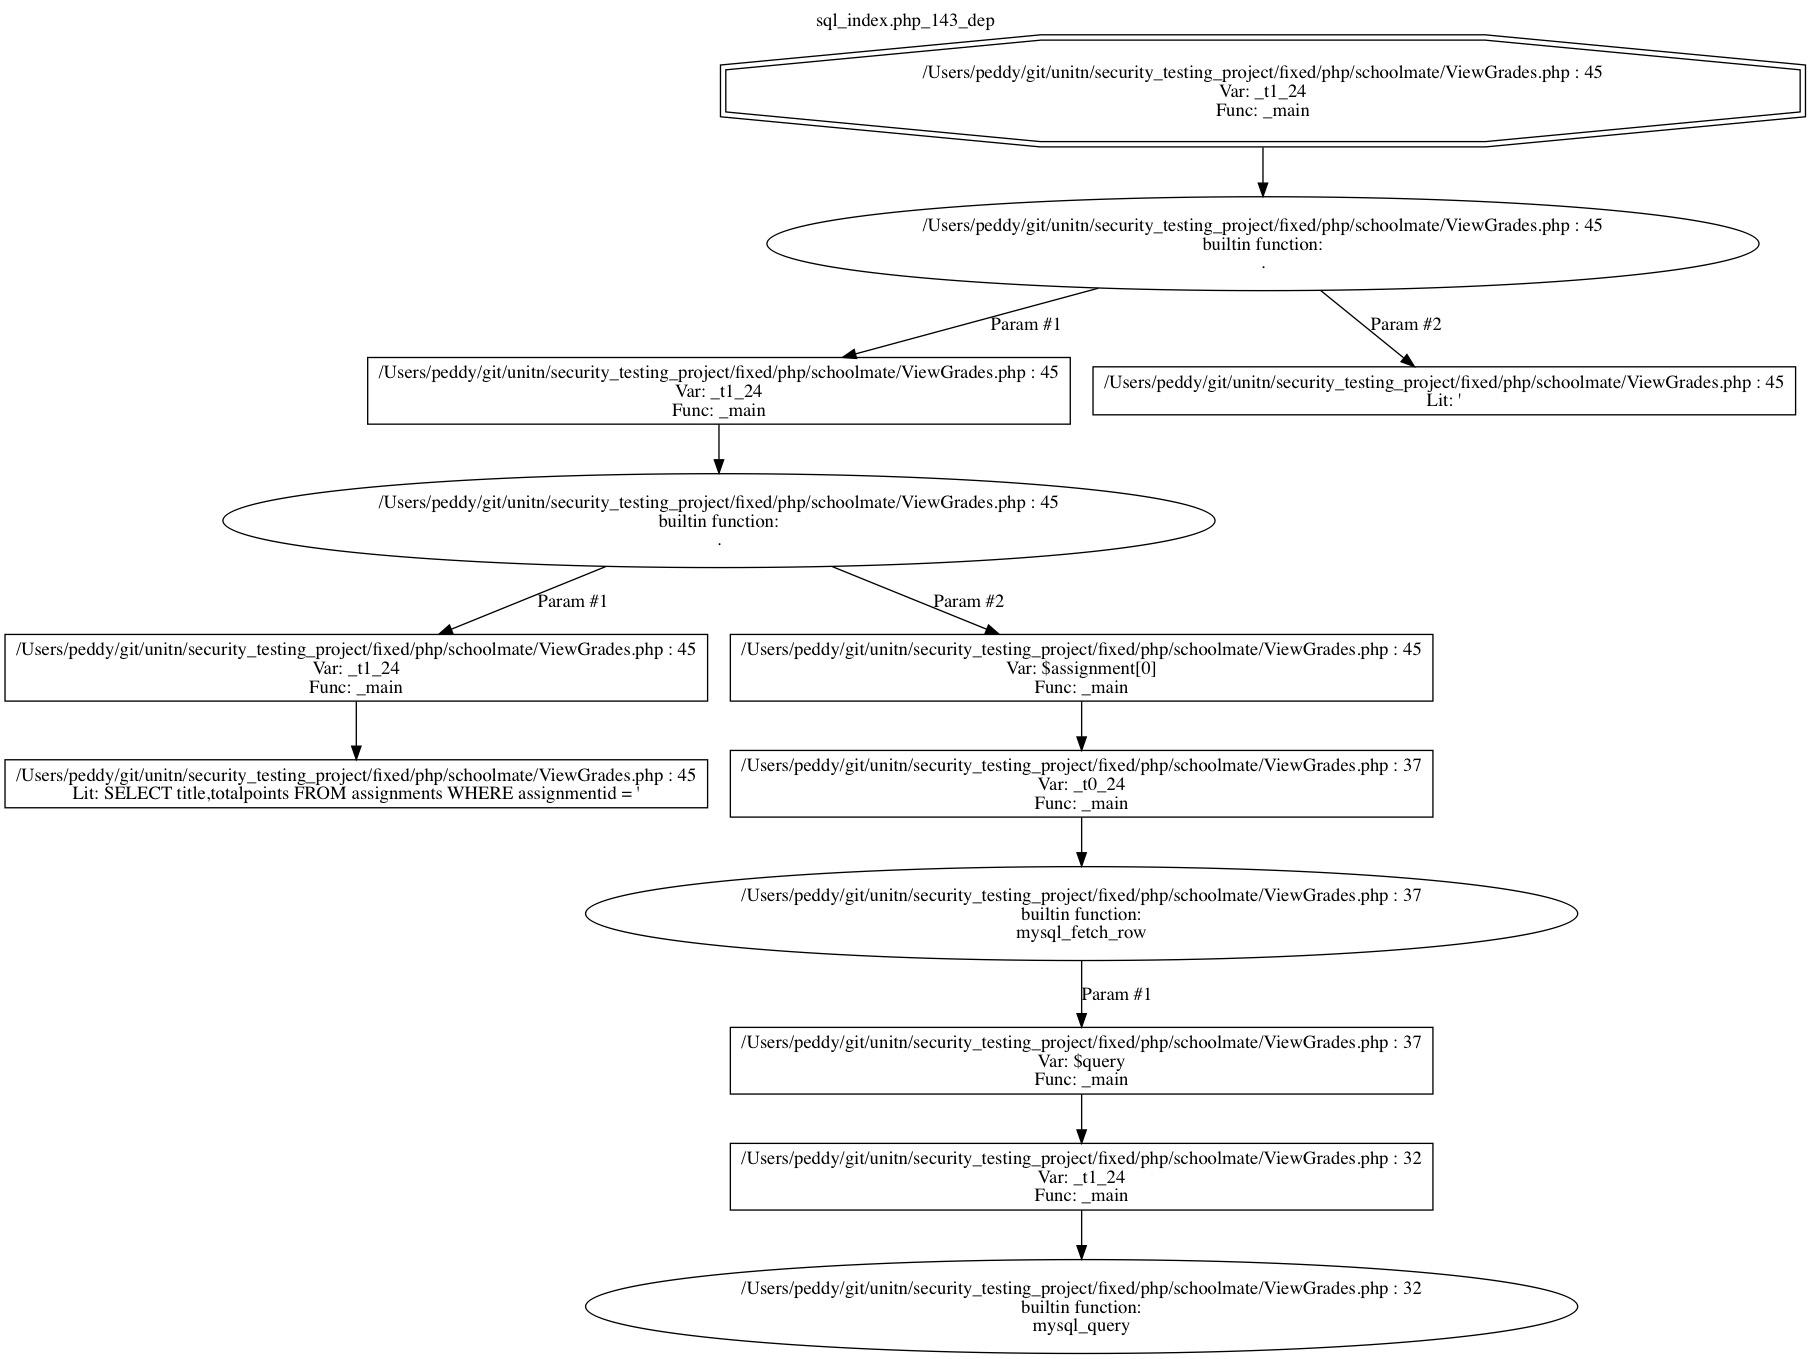 sql_index.php_143_dep
/Users/peddy/git/unitn/security_testing_project/fixed/php/schoolmate/ViewGrades.php : 45
Var: _t1_24
Func: _main
/Users/peddy/git/unitn/security_testing_project/fixed/php/schoolmate/ViewGrades.php : 45
builtin function:
.
Param #1
Param #2
/Users/peddy/git/unitn/security_testing_project/fixed/php/schoolmate/ViewGrades.php : 45
Var: _t1_24
Func: _main
/Users/peddy/git/unitn/security_testing_project/fixed/php/schoolmate/ViewGrades.php : 45
Lit: '
/Users/peddy/git/unitn/security_testing_project/fixed/php/schoolmate/ViewGrades.php : 45
builtin function:
.
Param #1
Param #2
/Users/peddy/git/unitn/security_testing_project/fixed/php/schoolmate/ViewGrades.php : 45
Var: _t1_24
Func: _main
/Users/peddy/git/unitn/security_testing_project/fixed/php/schoolmate/ViewGrades.php : 45
Var: $assignment[0]
Func: _main
/Users/peddy/git/unitn/security_testing_project/fixed/php/schoolmate/ViewGrades.php : 45
Lit: SELECT title,totalpoints FROM assignments WHERE assignmentid = '
/Users/peddy/git/unitn/security_testing_project/fixed/php/schoolmate/ViewGrades.php : 37
Var: _t0_24
Func: _main
/Users/peddy/git/unitn/security_testing_project/fixed/php/schoolmate/ViewGrades.php : 37
builtin function:
mysql_fetch_row
Param #1
/Users/peddy/git/unitn/security_testing_project/fixed/php/schoolmate/ViewGrades.php : 37
Var: $query
Func: _main
/Users/peddy/git/unitn/security_testing_project/fixed/php/schoolmate/ViewGrades.php : 32
Var: _t1_24
Func: _main
/Users/peddy/git/unitn/security_testing_project/fixed/php/schoolmate/ViewGrades.php : 32
builtin function:
mysql_query